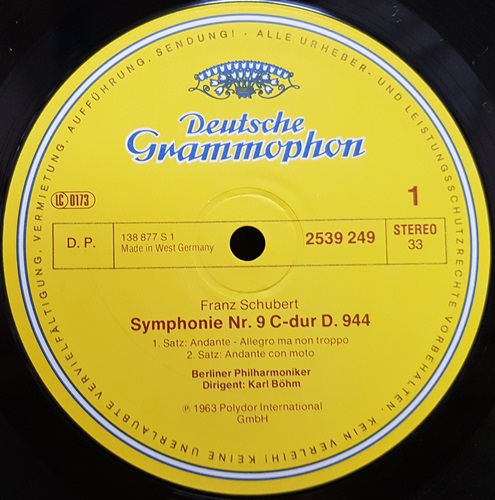 ALLE URHEBER- UND LEISTUNGSSCHUTZRECHTE VORBEHALTEN · KEIN VERLEIH! KEINE UNERLAUBTE VERVIELFÄLTIGUNG, VERMIETUNG, AUFFÜHRUNG, SENDUNG! ·
Deutsche
Grammophon
LC 0173
1
D. P.
138 877 S 1
Made in West Germany
2539 249
STEREO
33
Franz Schubert
Symphonie Nr. 9 C-dur D. 944
1. Satz: Andante - Allegro ma non troppo
2. Satz: Andante con moto
Berliner Philharmoniker
Dirigent: Karl Böhm
℗ 1963 Polydor International
GmbH